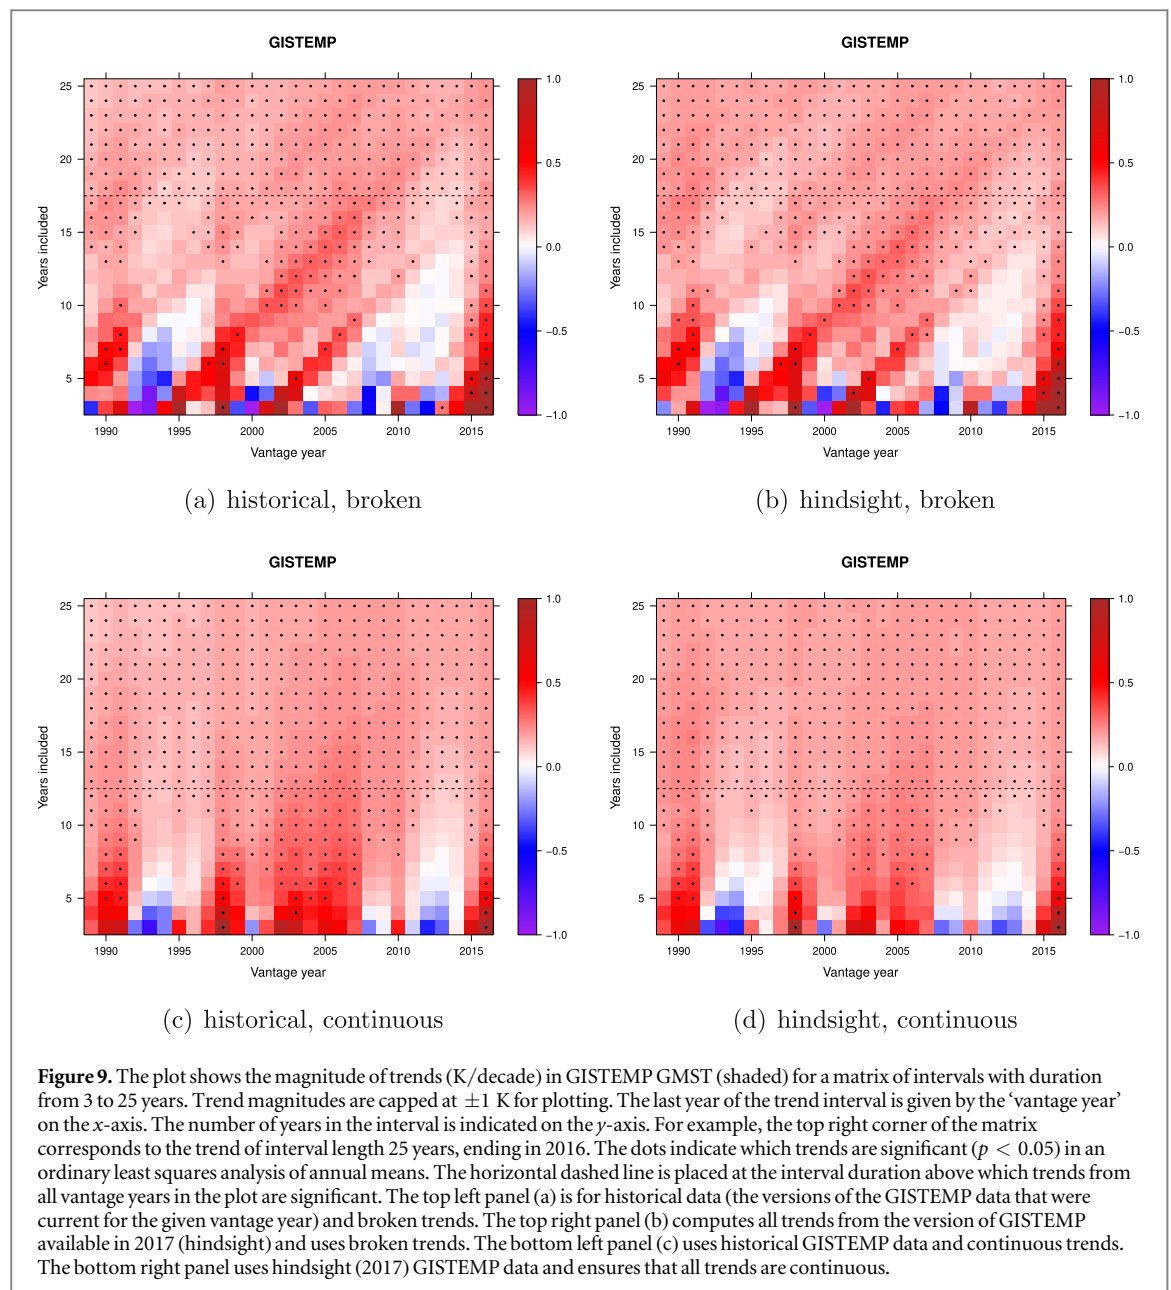 GISTEMP
GISTEMP
25
20
15
10
5
Years included
1990 1995 2000 2005 2010 2015
Vantage year
1.0
0.5
0.0
−0.5
−1.0
25
20
15
10
5
Years included
1990 1995 2000 2005 2010 2015
Vantage year
1.0
0.5
0.0
−0.5
−1.0
(a) historical, broken
(b) hindsight, broken
GISTEMP
GISTEMP
25
20
15
10
5
Years included
1990 1995 2000 2005 2010 2015
Vantage year
1.0
0.5
0.0
−0.5
−1.0
25
20
15
10
5
Years included
1990 1995 2000 2005 2010 2015
Vantage year
1.0
0.5
0.0
−0.5
−1.0
(c) historical, continuous
(d) hindsight, continuous
Figure 9. The plot shows the magnitude of trends (K/decade) in GISTEMP GMST (shaded) for a matrix of intervals with duration
from 3 to 25 years. Trend magnitudes are capped at ±1 K for plotting. The last year of the trend interval is given by the ‘vantage year’
on the x-axis. The number of years in the interval is indicated on the y-axis. For example, the top right corner of the matrix
corresponds to the trend of interval length 25 years, ending in 2016. The dots indicate which trends are significant (p < 0.05) in an
ordinary least squares analysis of annual means. The horizontal dashed line is placed at the interval duration above which trends from
all vantage years in the plot are significant. The top left panel (a) is for historical data (the versions of the GISTEMP data that were
current for the given vantage year) and broken trends. The top right panel (b) computes all trends from the version of GISTEMP
available in 2017 (hindsight) and uses broken trends. The bottom left panel (c) uses historical GISTEMP data and continuous trends.
The bottom right panel uses hindsight (2017) GISTEMP data and ensures that all trends are continuous.